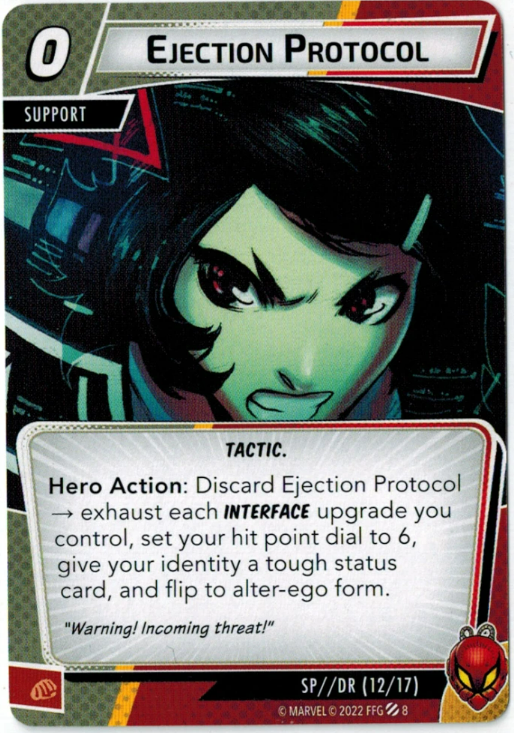 0
EJECTION PROTOCOL
SUPPORT
TACTIC.
Hero Action: Discard Ejection Protocol
→ exhaust each INTERFACE upgrade you
control, set your hit point dial to 6,
give your identity a tough status
card, and flip to alter-ego form.
"Warning! Incoming threat!"
SP//DR (12/17)
© MARVEL © 2022 FFG 8